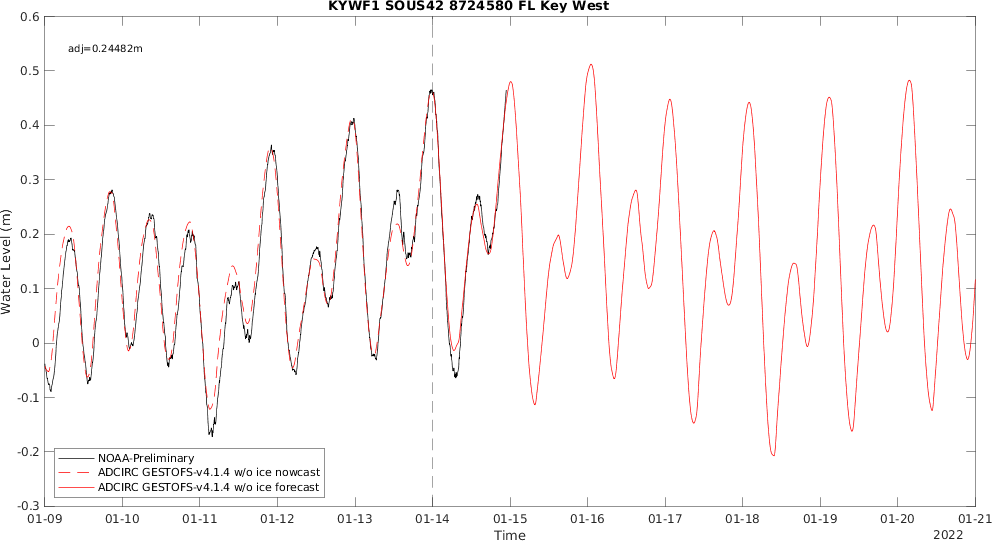 KYWF1 SOUS42 8724580 FL Key West
adj=0.24482m
0.6
0.5
0.4
0.3
0.2
0.1
0
-0.1
-0.2
-0.3
Water Level (m)
NOAA-Preliminary
ADCIRC GESTOFS-v4.1.4 w/o ice nowcast
ADCIRC GESTOFS-v4.1.4 w/o ice forecast
01-09 01-10 01-11 01-12 01-13 01-14 01-15 01-16 01-17 01-18 01-19 01-20 01-21
Time
2022